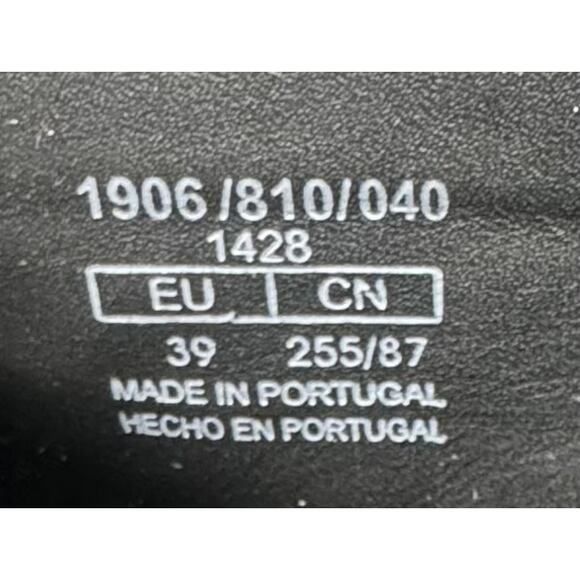 1906/810/040
1428
EU CN
39 255/87
MADE IN PORTUGAL
HECHO EN PORTUGAL